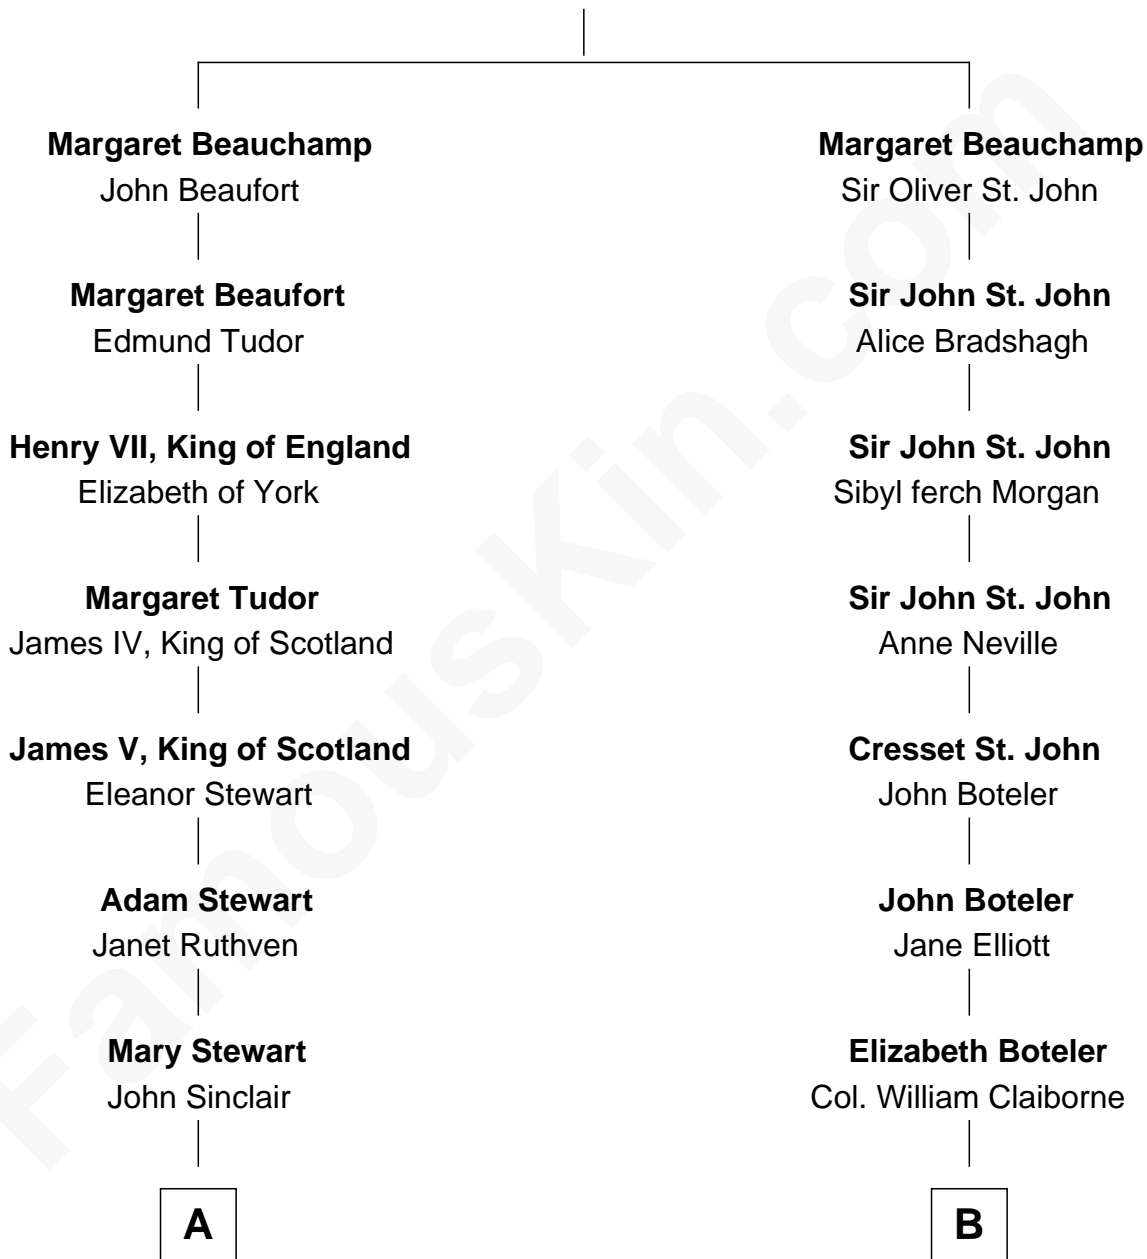 Margaret Beauchamp
John Beaufort
Margaret Beaufort
Edmund Tudor
Henry VII, King of England
Elizabeth of York
Margaret Tudor
James IV, King of Scotland
James V, King of Scotland
Eleanor Stewart
Adam Stewart
Janet Ruthven
Mary Stewart
John Sinclair
A
Margaret Beauchamp
Sir Oliver St. John
Sir John St. John
Alice Bradshagh
Sir John St. John
Sibyl ferch Morgan
Sir John St. John
Anne Neville
Cresset St. John
John Boteler
John Boteler
Jane Elliott
Elizabeth Boteler
Col. William Claiborne
B
FamousKin.com